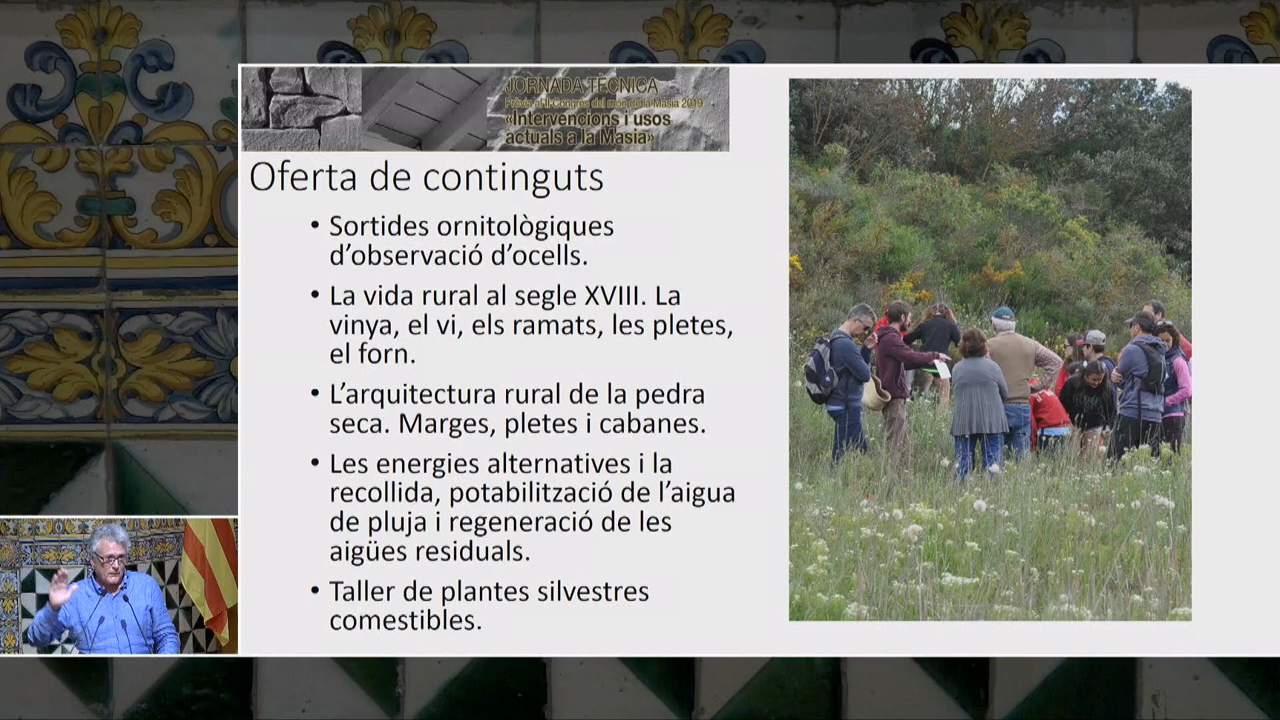 JORNADA TÈCNICA
Prèvia al al Congrés del món de la Masia 2019
«Intervencions i usos
actuals a la Masia»
Oferta de continguts
• Sortides ornitològiques
d’observació d’ocells.
• La vida rural al segle XVIII. La
vinya, el vi, els ramats, les pletes,
el forn.
• L’arquitectura rural de la pedra
seca. Marges, pletes i cabanes.
• Les energies alternatives i la
recollida, potabilització de l’aigua
de pluja i regeneració de les
aigües residuals.
• Taller de plantes silvestres
comestibles.